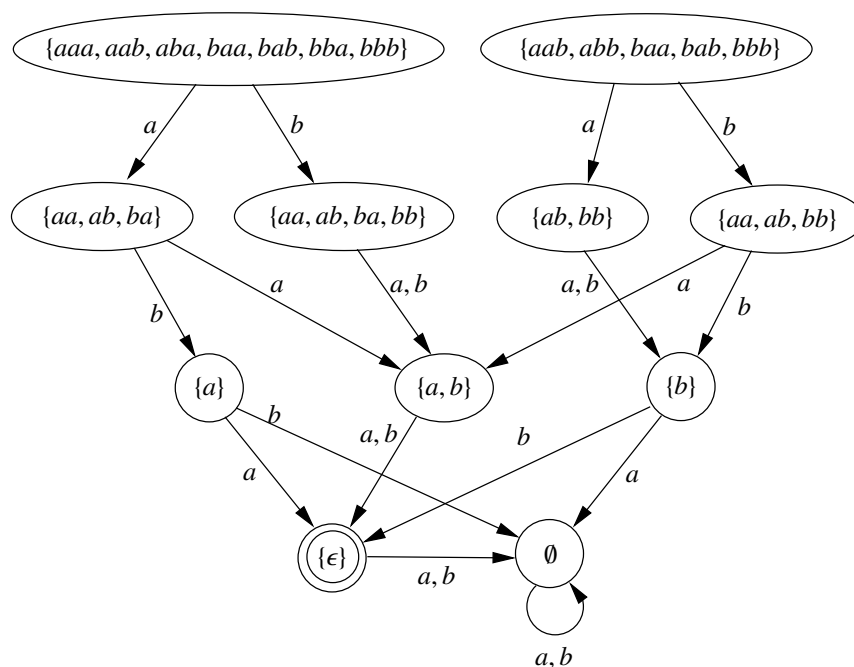 {aaa, aab, aba, baa, bab, bba, bbb} {aab, abb, baa, bab, bbb}
a b a b
{aa, ab, ba} {aa, ab, ba, bb} {ab, bb} {aa, ab, bb}
b a a, b a, b a b
{a} {a, b} {b}
a b a, b b a
{ϵ} a, b ∅
a, b